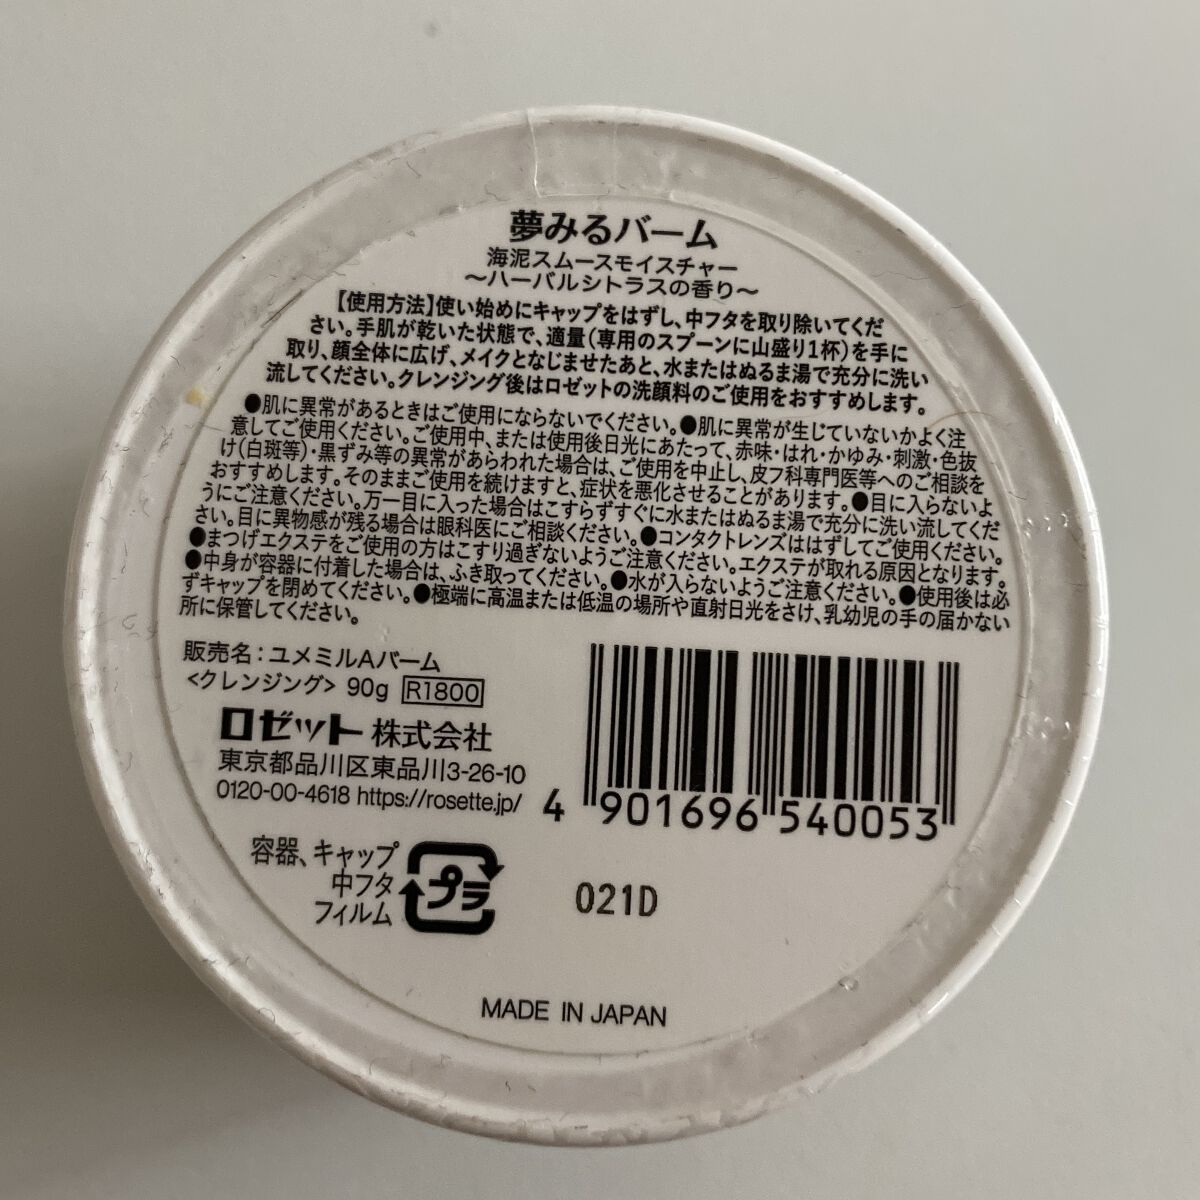 夢みるバーム
海泥スムースモイスチャー
〜ハーバルシトラスの香り〜
【使用方法】使い始めにキャップをはずし、中フタを取り除いてくだ
さい。手肌が乾いた状態で、適量(専用のスプーンに山盛り1杯)を手に
取り、顔全体に広げ、メイクとなじませたあと、水またはぬるま湯で充分に洗い
流してください。クレンジング後はロゼットの洗顔料のご使用をおすすめします。
●肌に異常があるときはご使用にならないでください。●肌に異常が生じていないかよく注
意してご使用ください。ご使用中、または使用後日光にあたって、赤味・はれ・かゆみ・刺激・色抜
け(白斑等)・黒ずみ等の異常があらわれた場合は、ご使用を中止し、皮フ科専門医等へのご相談を
おすすめします。そのままご使用を続けますと、症状を悪化させることがあります。●目に入らないよ
うにご注意ください。万一目に入った場合はこすらずすぐに水またはぬるま湯で充分に洗い流してくだ
さい。目に異物感が残る場合は眼科医にご相談ください。●コンタクトレンズははずしてご使用ください。
●まつげエクステをご使用の方はこすり過ぎないようご注意ください。エクステが取れる原因となります。
●中身が容器に付着した場合は、ふき取ってください。●水が入らないようご注意ください。●使用後は必
ずキャップを閉めてください。●極端に高温または低温の場所や直射日光をさけ、乳幼児の手の届かない
所に保管してください。
販売名：ユメミルAバーム
<クレンジング> 90g R1800
ロゼット 株式会社
東京都品川区東品川3-26-10
0120-00-4618 https://rosette.jp/
4 901696 540053
容器、キャップ
中フタ
フィルム
プラ
021D
MADE IN JAPAN